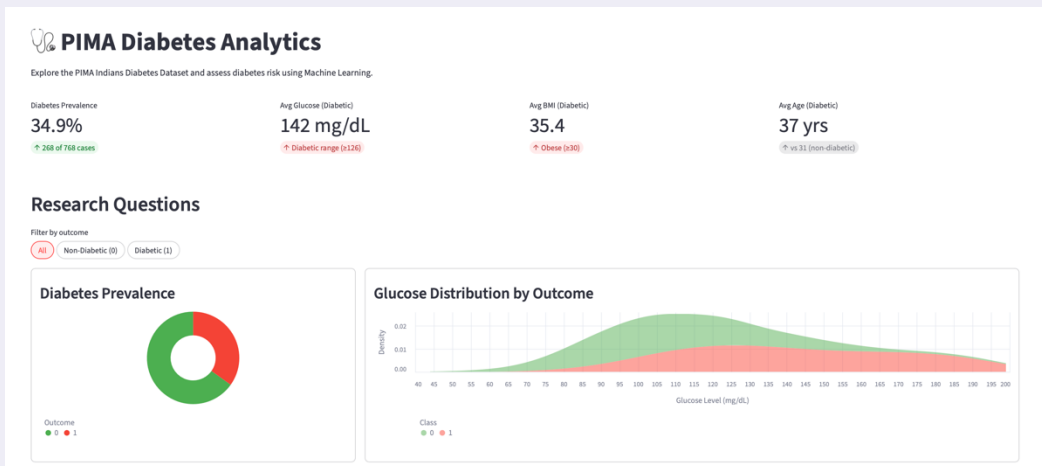 PIMA Diabetes Analytics
Explore the PIMA Indians Diabetes Dataset and assess diabetes risk using Machine Learning.
Diabetes Prevalence
34.9%
↑ 268 of 768 cases
Avg Glucose (Diabetic)
142 mg/dL
↑ Diabetic range (≥126)
Avg BMI (Diabetic)
35.4
↑ Obese (≥30)
Avg Age (Diabetic)
37 yrs
↑ vs 31 (non-diabetic)
Research Questions
Filter by outcome
All Non-Diabetic (0) Diabetic (1)
Diabetes Prevalence
Outcome
0 1
Glucose Distribution by Outcome
Density
0.02
0.01
0.00
40 45 50 55 60 65 70 75 80 85 90 95 100 105 110 115 120 125 130 135 140 145 150 155 160 165 170 175 180 185 190 195 200
Glucose Level (mg/dL)
Class
0 1